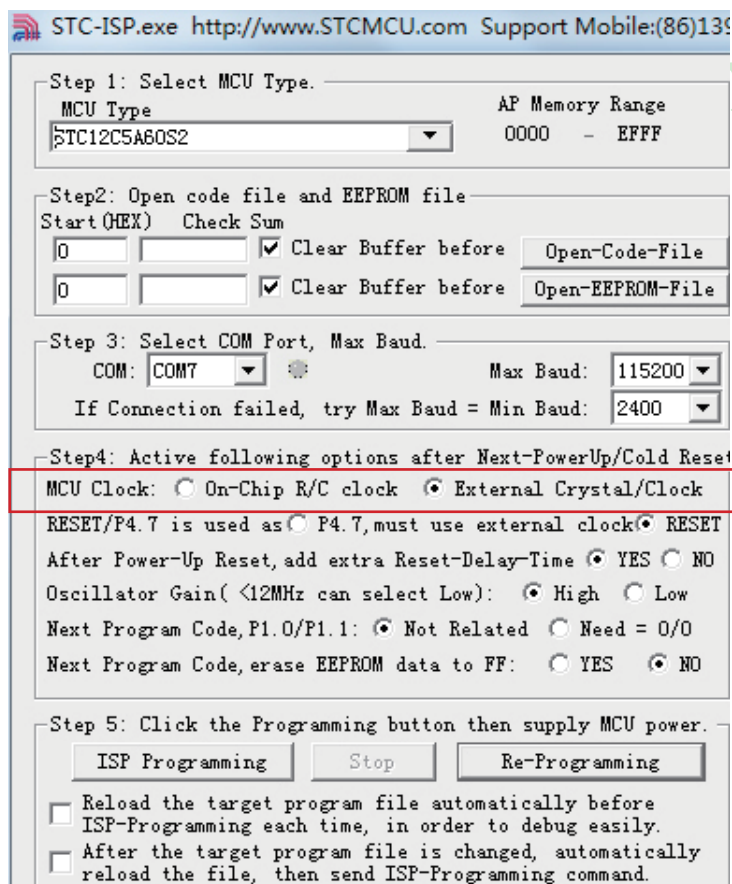 STC-ISP.exe http://www.STCMCU.com Support Mobile:(86)139
Step 1: Select MCU Type.
MCU Type AP Memory Range
STC12C5A60S2 0000 - EFFF
Step2: Open code file and EEPROM file
Start(HEX) Check Sum
0 Clear Buffer before Open-Code-File
0 Clear Buffer before Open-EEPROM-File
Step 3: Select COM Port, Max Baud.
COM: COM7 Max Baud: 115200
If Connection failed, try Max Baud = Min Baud: 2400
Step4: Active following options after Next-PowerUp/Cold Reset
MCU Clock: On-Chip R/C clock External Crystal/Clock
RESET/P4.7 is used as P4.7,must use external clock RESET
After Power-Up Reset,add extra Reset-Delay-Time YES NO
Oscillator Gain( <12MHz can select Low): High Low
Next Program Code,P1.0/P1.1: Not Related Need = 0/0
Next Program Code,erase EEPROM data to FF: YES NO
Step 5: Click the Programming button then supply MCU power.
ISP Programming Stop Re-Programming
Reload the target program file automatically before
ISP-Programming each time, in order to debug easily.
After the target program file is changed, automatically
reload the file, then send ISP-Programming command.